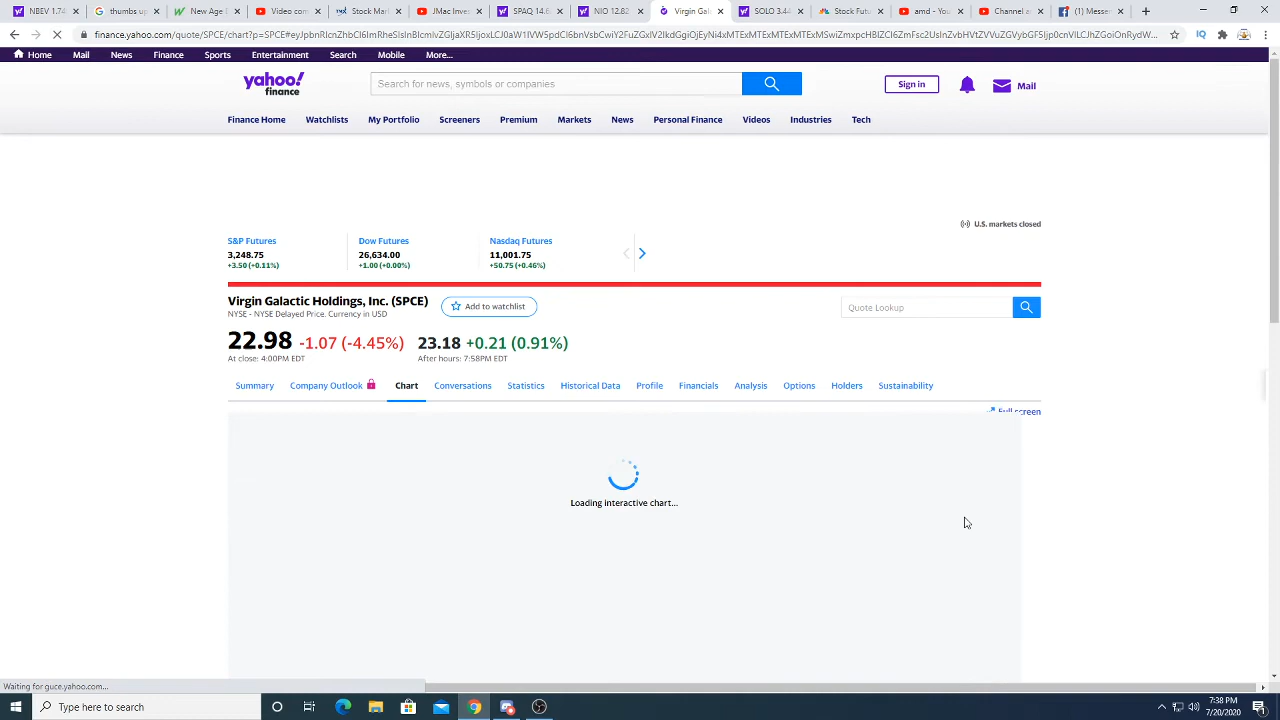 NBEV 1.74
thumbs up
New Age B
Video com
Stock Mark
JMac Inves
SPAQ 14.6
NIO 12.82
Virgin Gala
SOLO 3.44
Stock Futu
amd - You
Channel a
(1) Messen
Home Mail News Finance Sports Entertainment Search Mobile More...
yahoo!
finance
Search for news, symbols or companies
Sign in
Mail
Finance Home Watchlists My Portfolio Screeners Premium Markets News Personal Finance Videos Industries Tech
U.S. markets closed
S&P Futures Dow Futures Nasdaq Futures
3,248.75 26,634.00 11,001.75
+3.50 (+0.11%) +1.00 (+0.00%) +50.75 (+0.46%)
Virgin Galactic Holdings, Inc. (SPCE)
Add to watchlist
NYSE - NYSE Delayed Price. Currency in USD
Quote Lookup
22.98 -1.07 (-4.45%) 23.18 +0.21 (0.91%)
At close: 4:00PM EDT After hours: 7:58PM EDT
Summary Company Outlook Chart Conversations Statistics Historical Data Profile Financials Analysis Options Holders Sustainability
Full screen
Loading interactive chart...
Waiting for guce.yahoo.com...
Type here to search
7:38 PM
7/20/2020